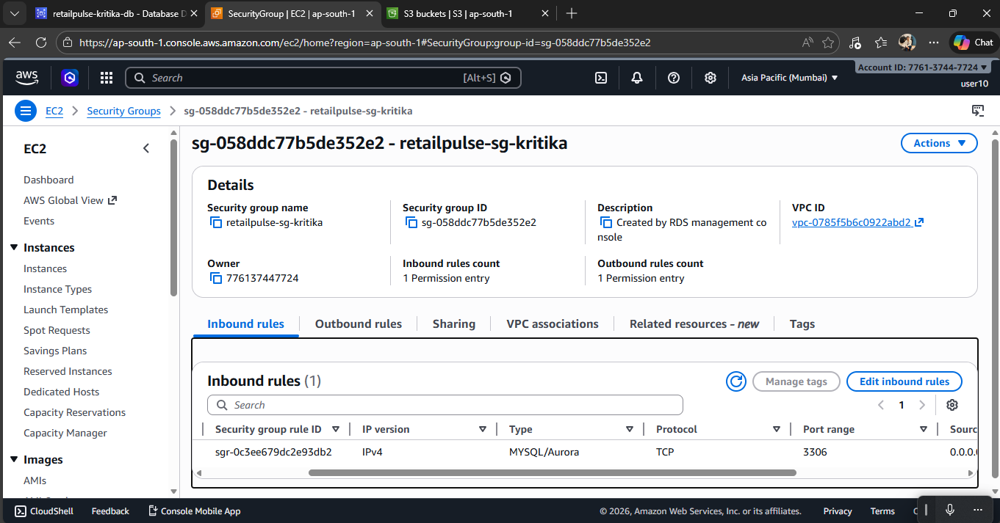 retailpulse-kritika-db - Database D
SecurityGroup | EC2 | ap-south-1
S3 buckets | S3 | ap-south-1
https://ap-south-1.console.aws.amazon.com/ec2/home?region=ap-south-1#SecurityGroup:group-id=sg-058ddc77b5de352e2
Chat
aws
Search
[Alt+S]
Asia Pacific (Mumbai)
Account ID: 7761-3744-7724
user10
EC2 > Security Groups > sg-058ddc77b5de352e2 - retailpulse-sg-kritika
EC2
Dashboard
AWS Global View
Events
Instances
Instances
Instance Types
Launch Templates
Spot Requests
Savings Plans
Reserved Instances
Dedicated Hosts
Capacity Reservations
Capacity Manager
Images
AMIs
sg-058ddc77b5de352e2 - retailpulse-sg-kritika
Actions
Details
Security group name
retailpulse-sg-kritika
Security group ID
sg-058ddc77b5de352e2
Description
Created by RDS management co
nsole
VPC ID
vpc-0785f5b6c0922abd2
Owner
776137447724
Inbound rules count
1 Permission entry
Outbound rules count
1 Permission entry
Inbound rules
Outbound rules
Sharing
VPC associations
Related resources - new
Tags
Inbound rules (1)
Manage tags
Edit inbound rules
Search
1
Security group rule ID
IP version
Type
Protocol
Port range
Sourc
sgr-0c3ee679dc2e93db2
IPv4
MYSQL/Aurora
TCP
3306
0.0.0.
CloudShell
Feedback
Console Mobile App
© 2026, Amazon Web Services, Inc. or its affiliates.
Privacy
Terms